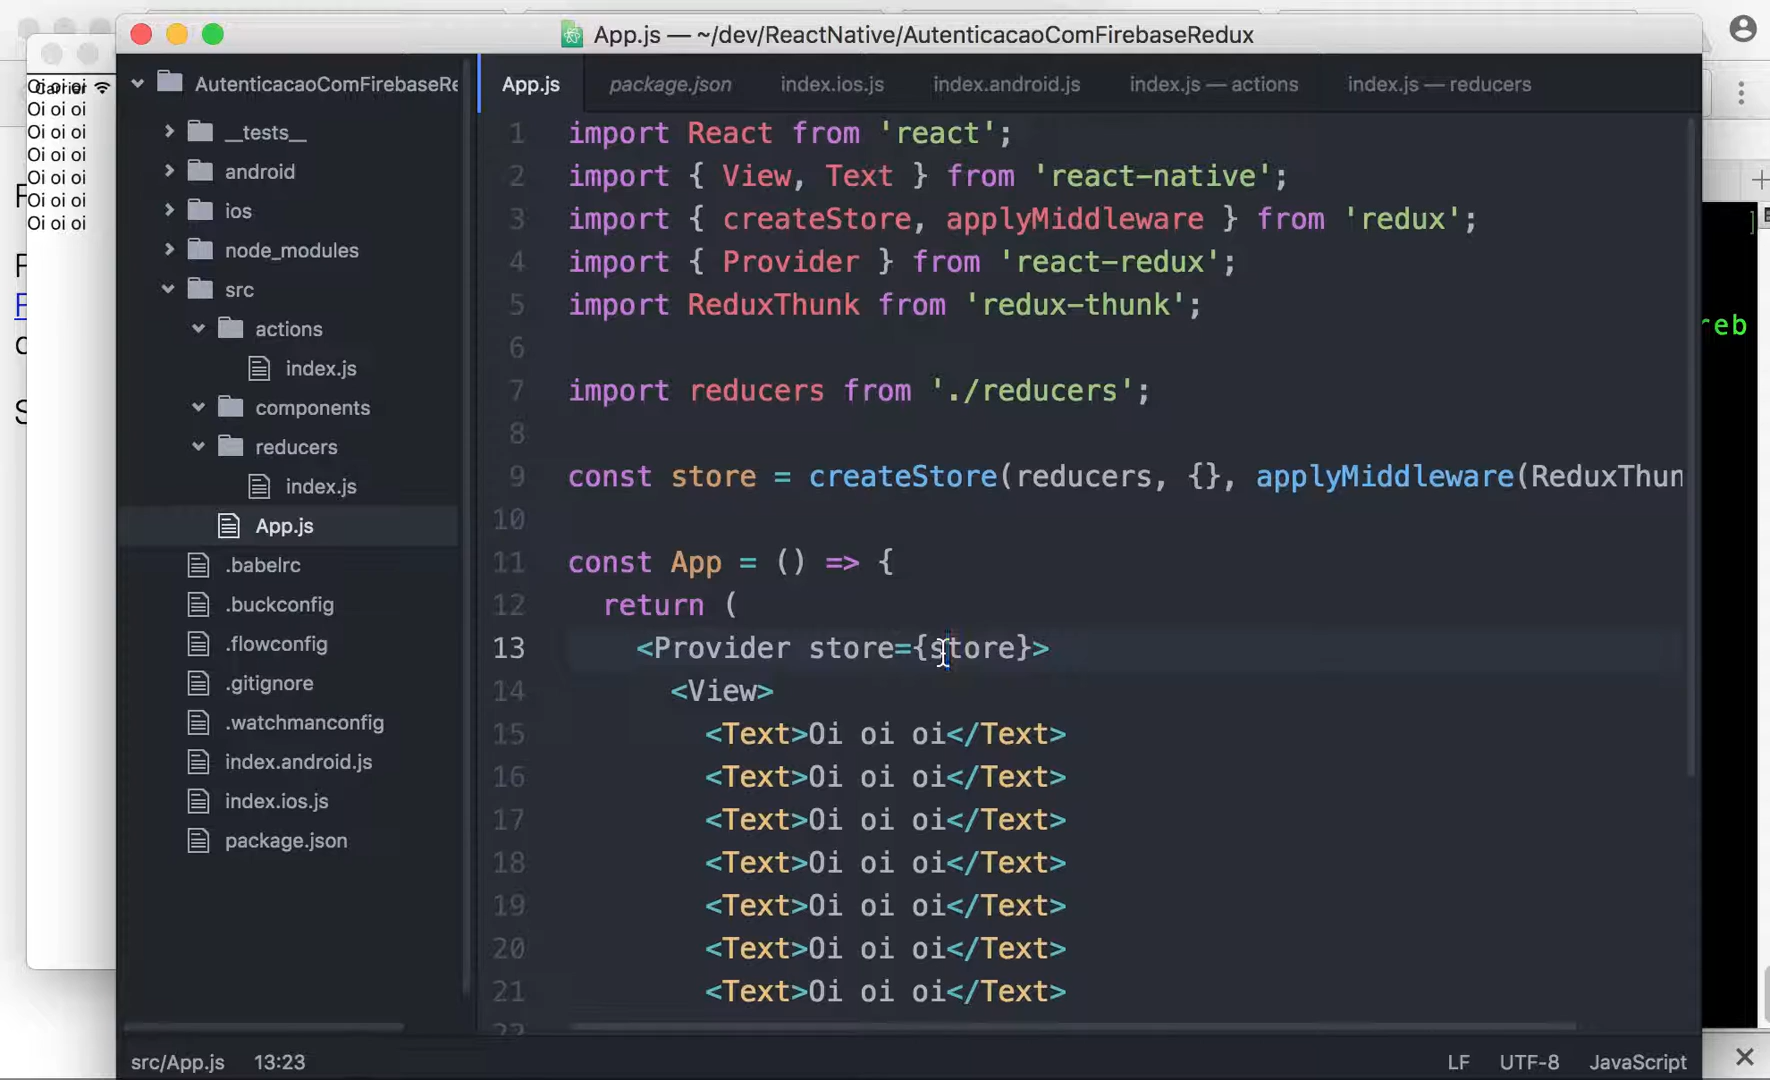 App.js — ~/dev/ReactNative/AutenticacaoComFirebaseRedux
Oi oi oi
Oi oi oi
Oi oi oi
Oi oi oi
Oi oi oi
Oi oi oi
AutenticacaoComFirebaseRe
__tests__
android
ios
node_modules
src
actions
index.js
components
reducers
index.js
App.js
.babelrc
.buckconfig
.flowconfig
.gitignore
.watchmanconfig
index.android.js
index.ios.js
package.json
App.js package.json index.ios.js index.android.js index.js — actions index.js — reducers
1 import React from 'react';
2 import { View, Text } from 'react-native';
3 import { createStore, applyMiddleware } from 'redux';
4 import { Provider } from 'react-redux';
5 import ReduxThunk from 'redux-thunk';
6
7 import reducers from './reducers';
8
9 const store = createStore(reducers, {}, applyMiddleware(ReduxThun
10
11 const App = () => {
12 return (
13 <Provider store={store}>
14 <View>
15 <Text>Oi oi oi</Text>
16 <Text>Oi oi oi</Text>
17 <Text>Oi oi oi</Text>
18 <Text>Oi oi oi</Text>
19 <Text>Oi oi oi</Text>
20 <Text>Oi oi oi</Text>
21 <Text>Oi oi oi</Text>
reb
src/App.js 13:23 LF UTF-8 JavaScript